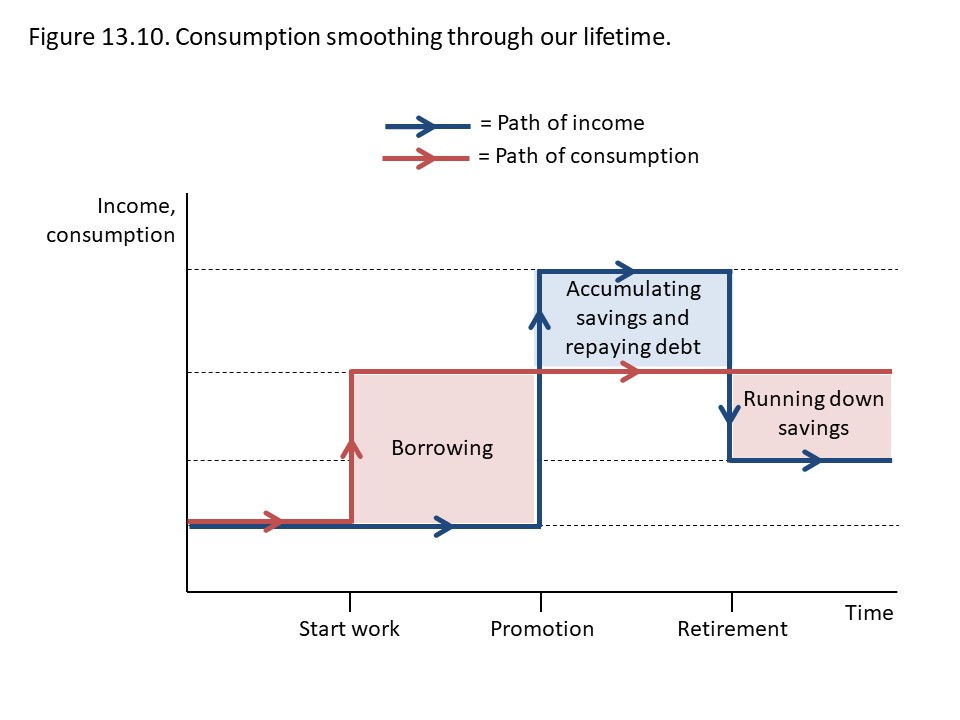 Figure 13.10. Consumption smoothing through our lifetime.
= Path of income
= Path of consumption
Income,
consumption
Accumulating
savings and
repaying debt
Running down
savings
Borrowing
Time
Start work
Promotion
Retirement